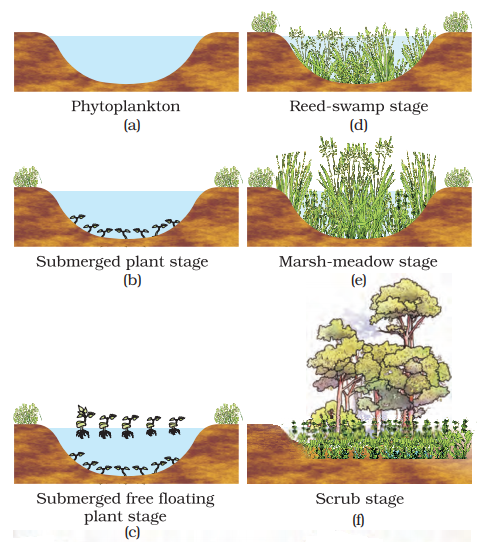 Phytoplankton
(a)
Submerged plant stage
(b)
Submerged free floating
plant stage
(c)
Reed-swamp stage
(d)
Marsh-meadow stage
(e)
Scrub stage
(f)